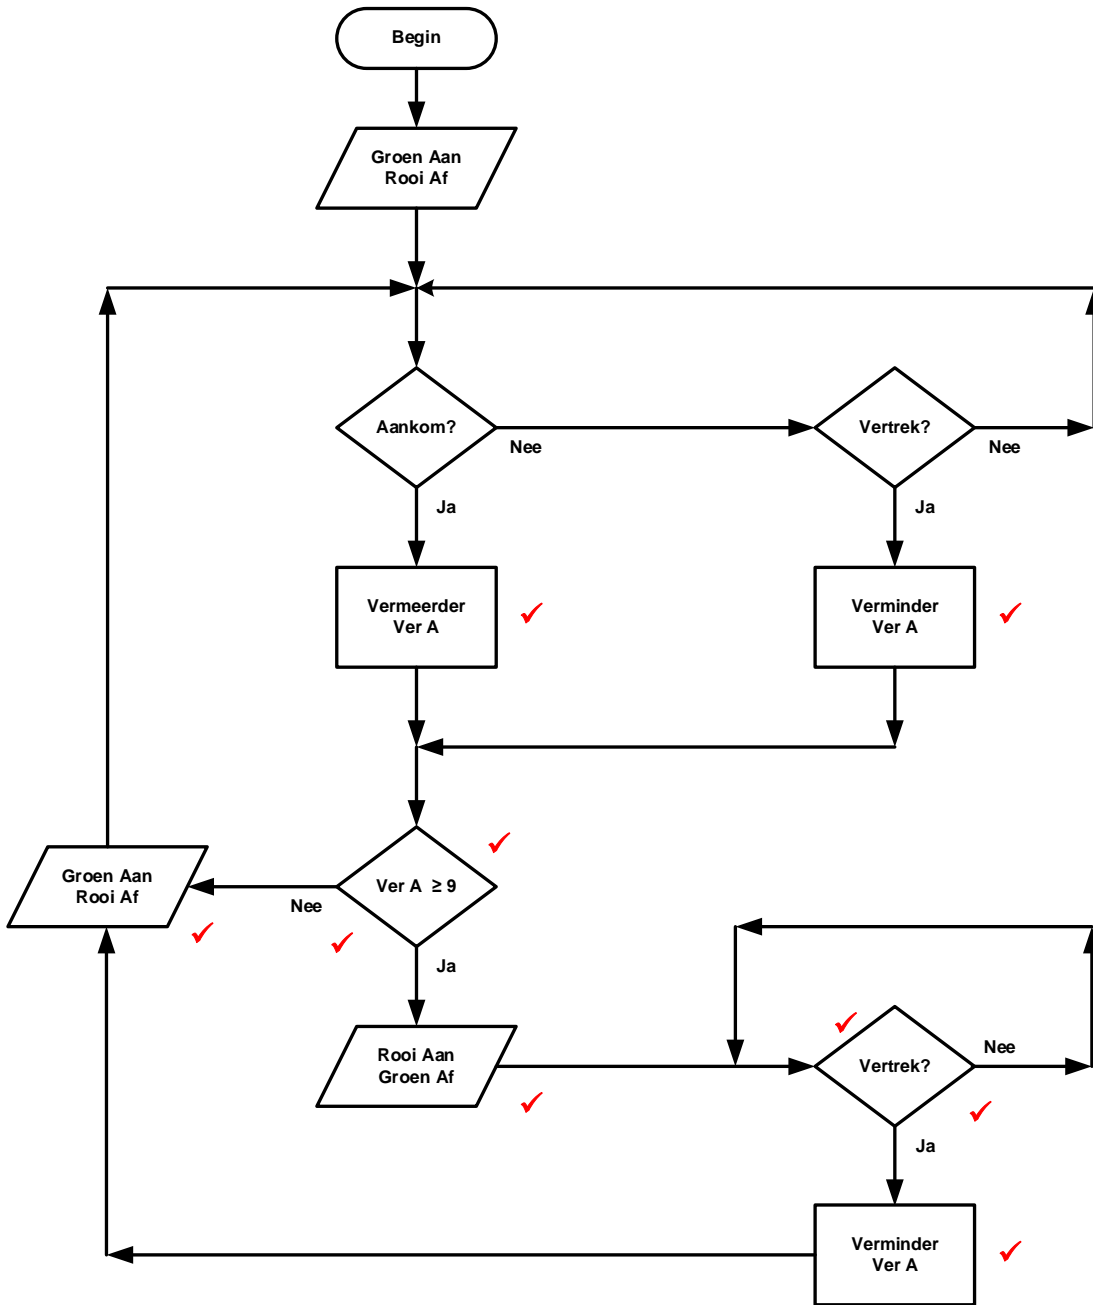 Begin
Groen Aan
Rooi Af
Aankom?
Nee
Vertrek?
Nee
Ja
Ja
Vermeerder
Ver A
Verminder
Ver A
Groen Aan
Rooi Af
Nee
Ver A ≥ 9
Ja
Rooi Aan
Groen Af
Vertrek?
Nee
Ja
Verminder
Ver A